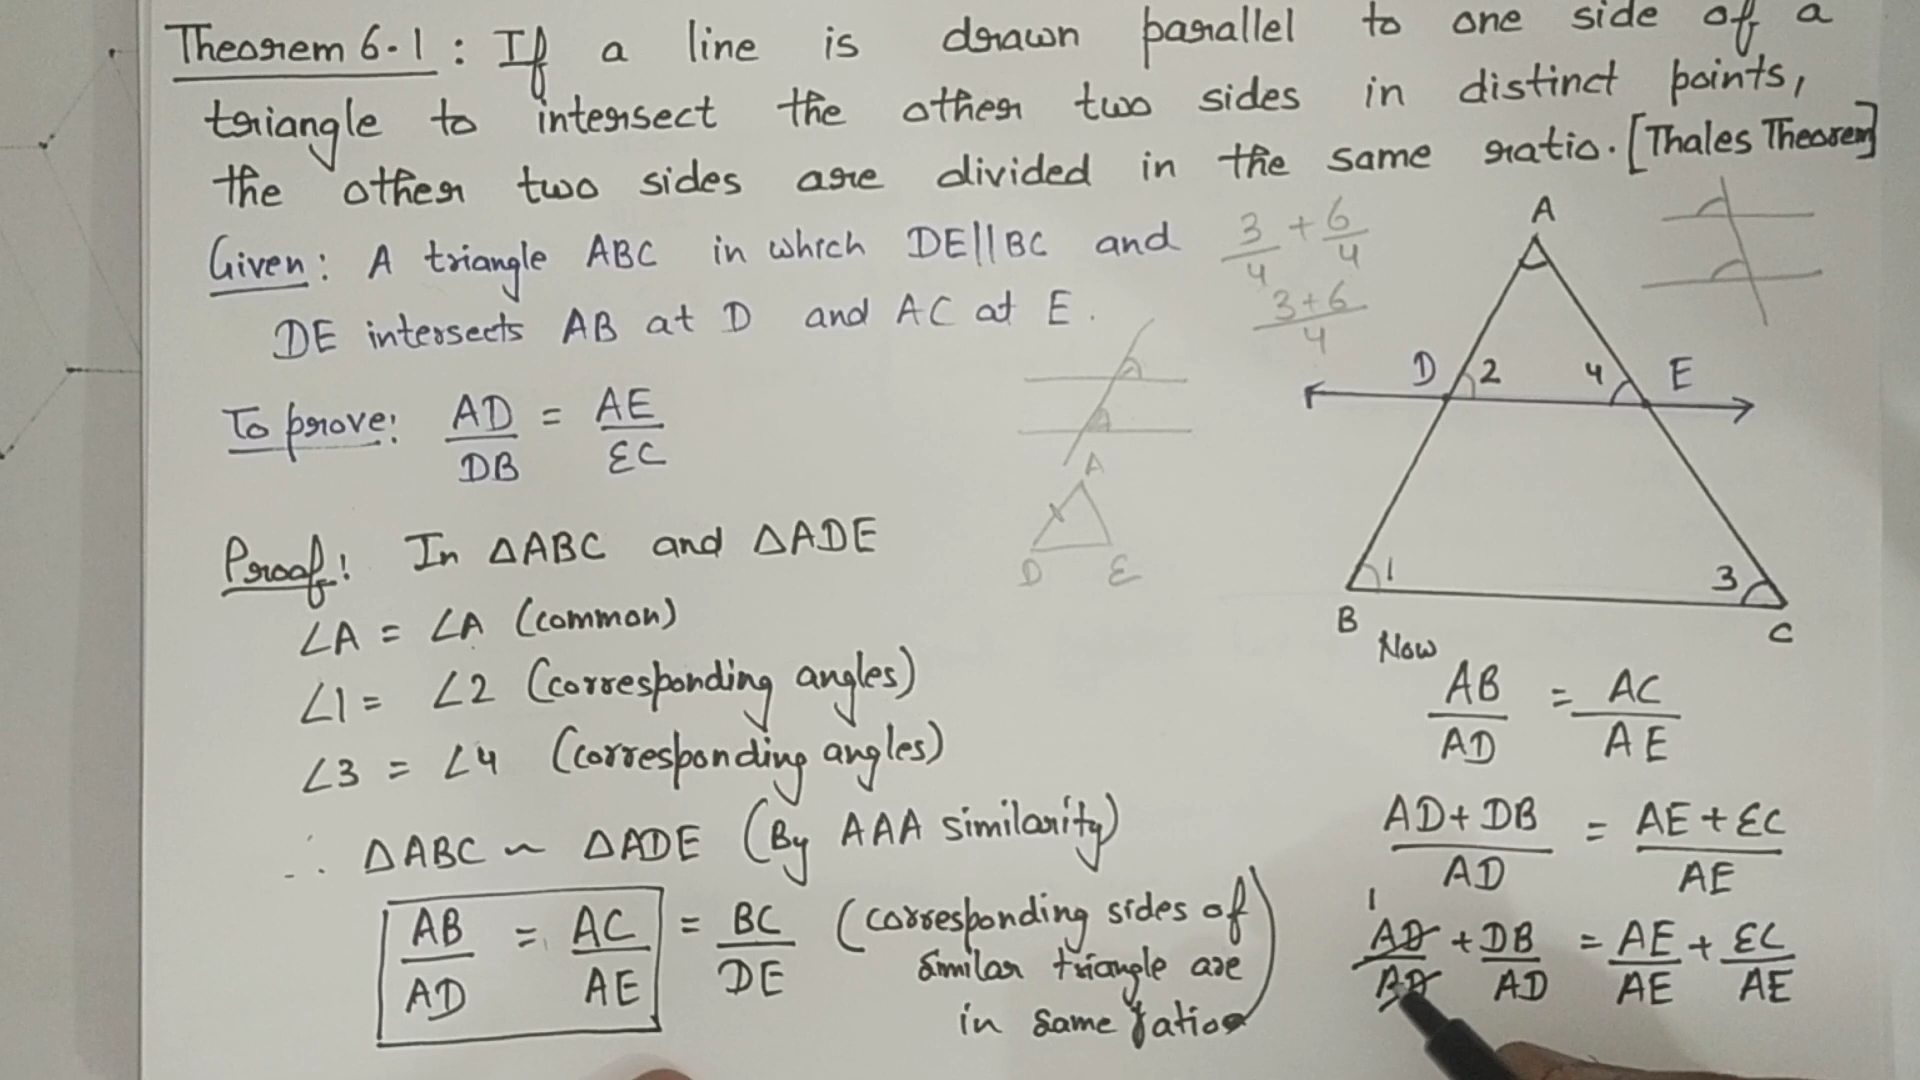 Theorem 6.1 : If a line is drawn parallel to one side of a
triangle to intersect the other two sides in distinct points,
the other two sides are divided in the same ratio. [Thales Theorem]
Given: A triangle ABC in which DE||BC and
DE intersects AB at D and AC at E.
To prove: AD/DB = AE/EC
Proof: In △ABC and △ADE
∠A = ∠A (common)
∠1 = ∠2 (corresponding angles)
∠3 = ∠4 (corresponding angles)
∴ △ABC ~ △ADE (By AAA similarity)
AB/AD = AC/AE = BC/DE (corresponding sides of
similar triangle are
in same ratio)
3/4 + 6/4
3+6/4
A
D E
A
D 2 4 E
1 3
B C
Now
AB/AD = AC/AE
AD+DB/AD = AE+EC/AE
1
AD/AD + DB/AD = AE/AE + EC/AE